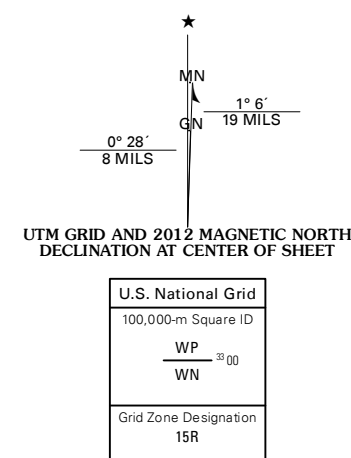 ★
MN
1° 6´
19 MILS
GN
0° 28´
8 MILS
UTM GRID AND 2012 MAGNETIC NORTH
DECLINATION AT CENTER OF SHEET
U.S. National Grid
100,000-m Square ID
WP
33 00
WN
Grid Zone Designation
15R